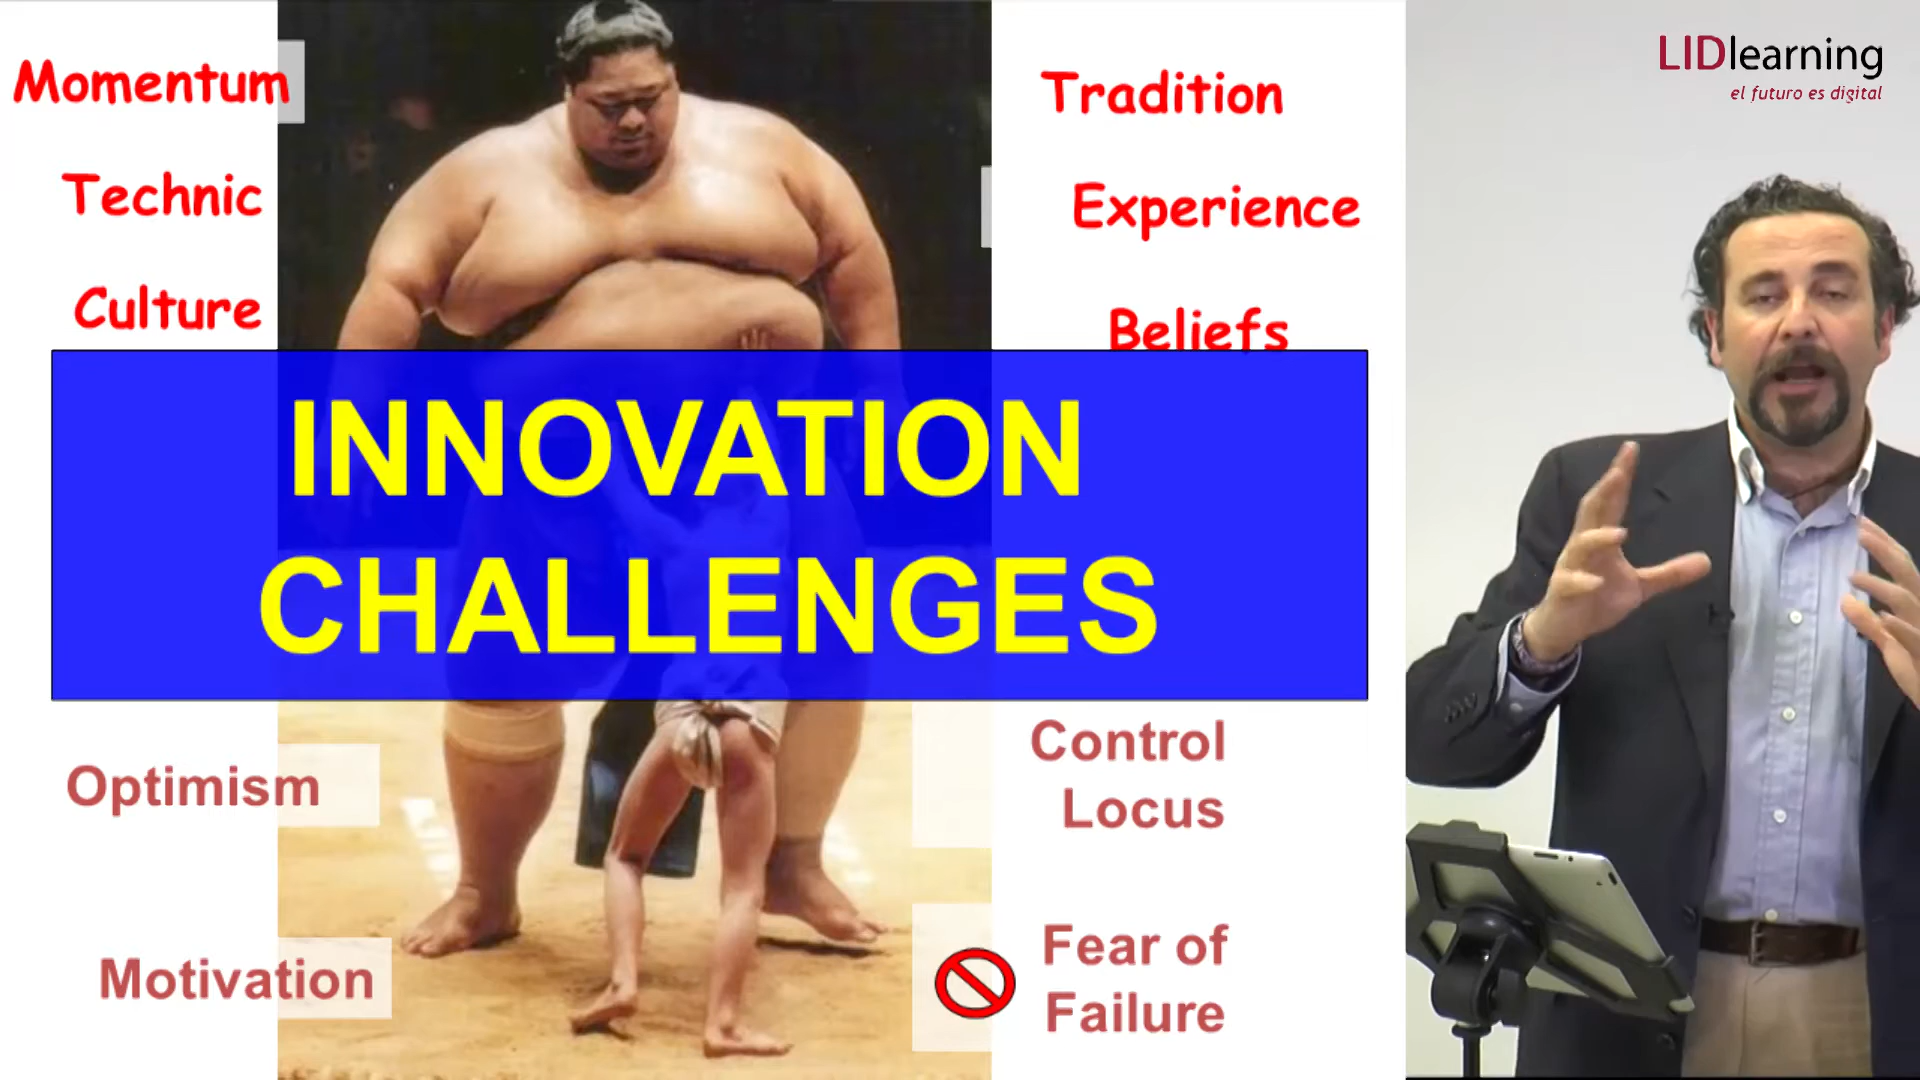 Momentum
Technic
Culture
Tradition
Experience
Beliefs
INNOVATION
CHALLENGES
Optimism
Motivation
Control
Locus
Fear of
Failure
LIDlearning
el futuro es digital